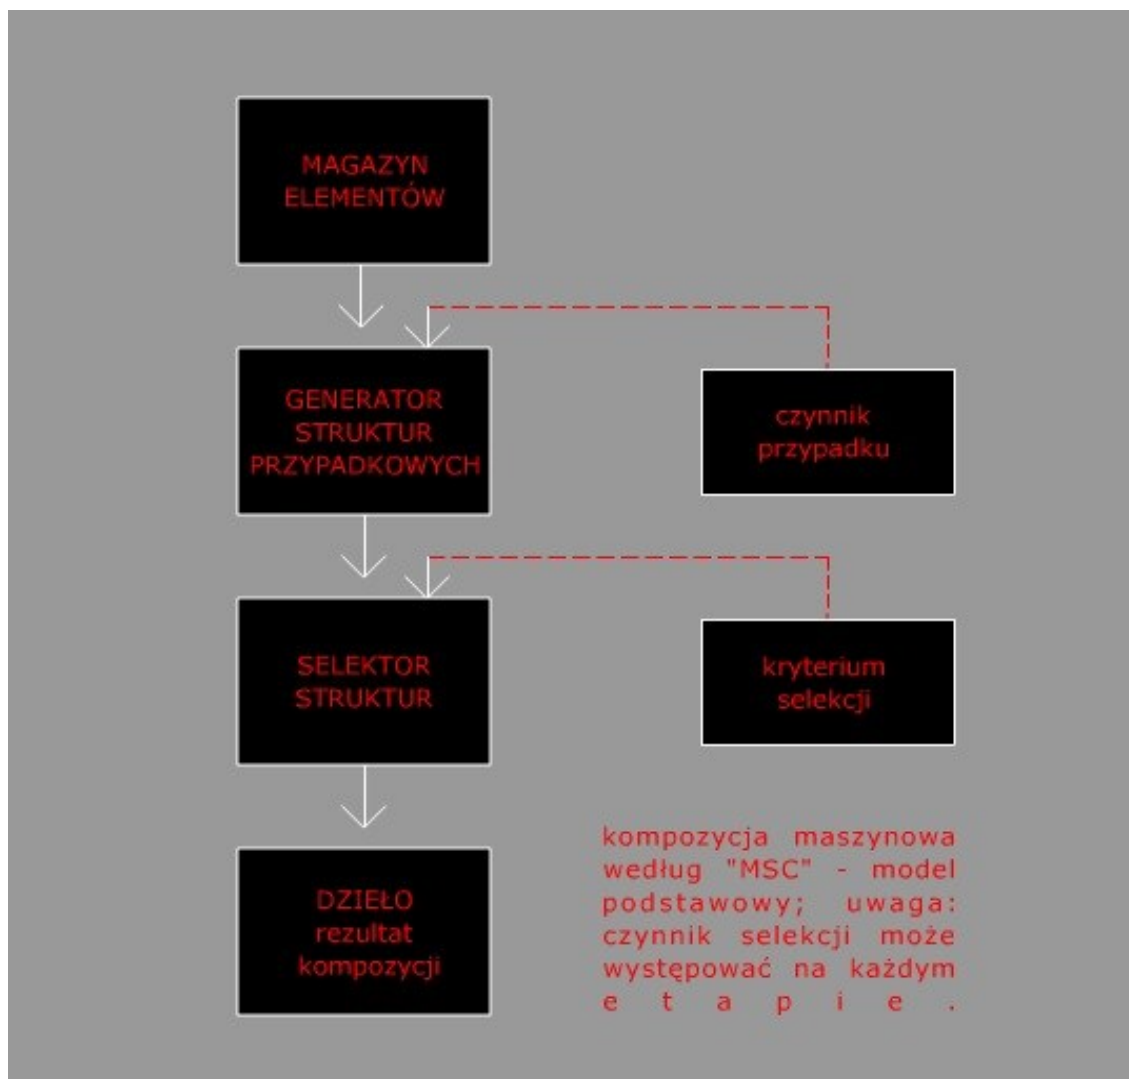 MAGAZYN
ELEMENTÓW
GENERATOR
STRUKTUR
PRZYPADKOWYCH
czynnik
przypadku
SELEKTOR
STRUKTUR
kryterium
selekcji
DZIEŁO
rezultat
kompozycji
kompozycja maszynowa
według "MSC" - model
podstawowy; uwaga:
czynnik selekcji może
występować na każdym
e t a p i e .